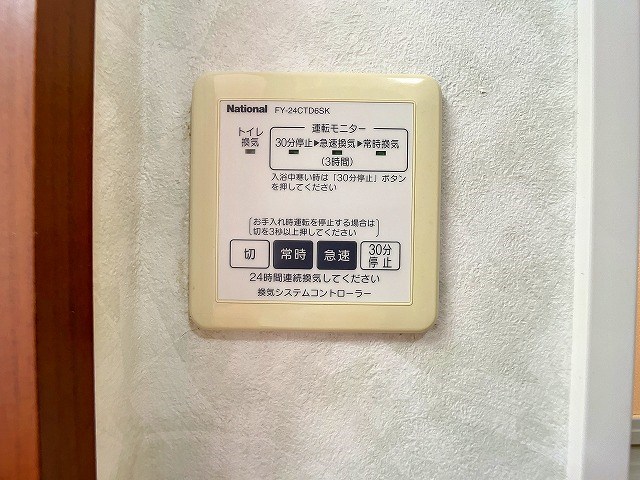 National FY-24CTD6SK
トイレ
換気
運転モニター
30分停止▶急速換気▶常時換気
(3時間)
入浴中寒い時は「30分停止」ボタン
を押してください
お手入れ時運転を停止する場合は
切を3秒以上押してください
切 常時 急速 30分
停止
24時間連続換気してください
換気システムコントローラー